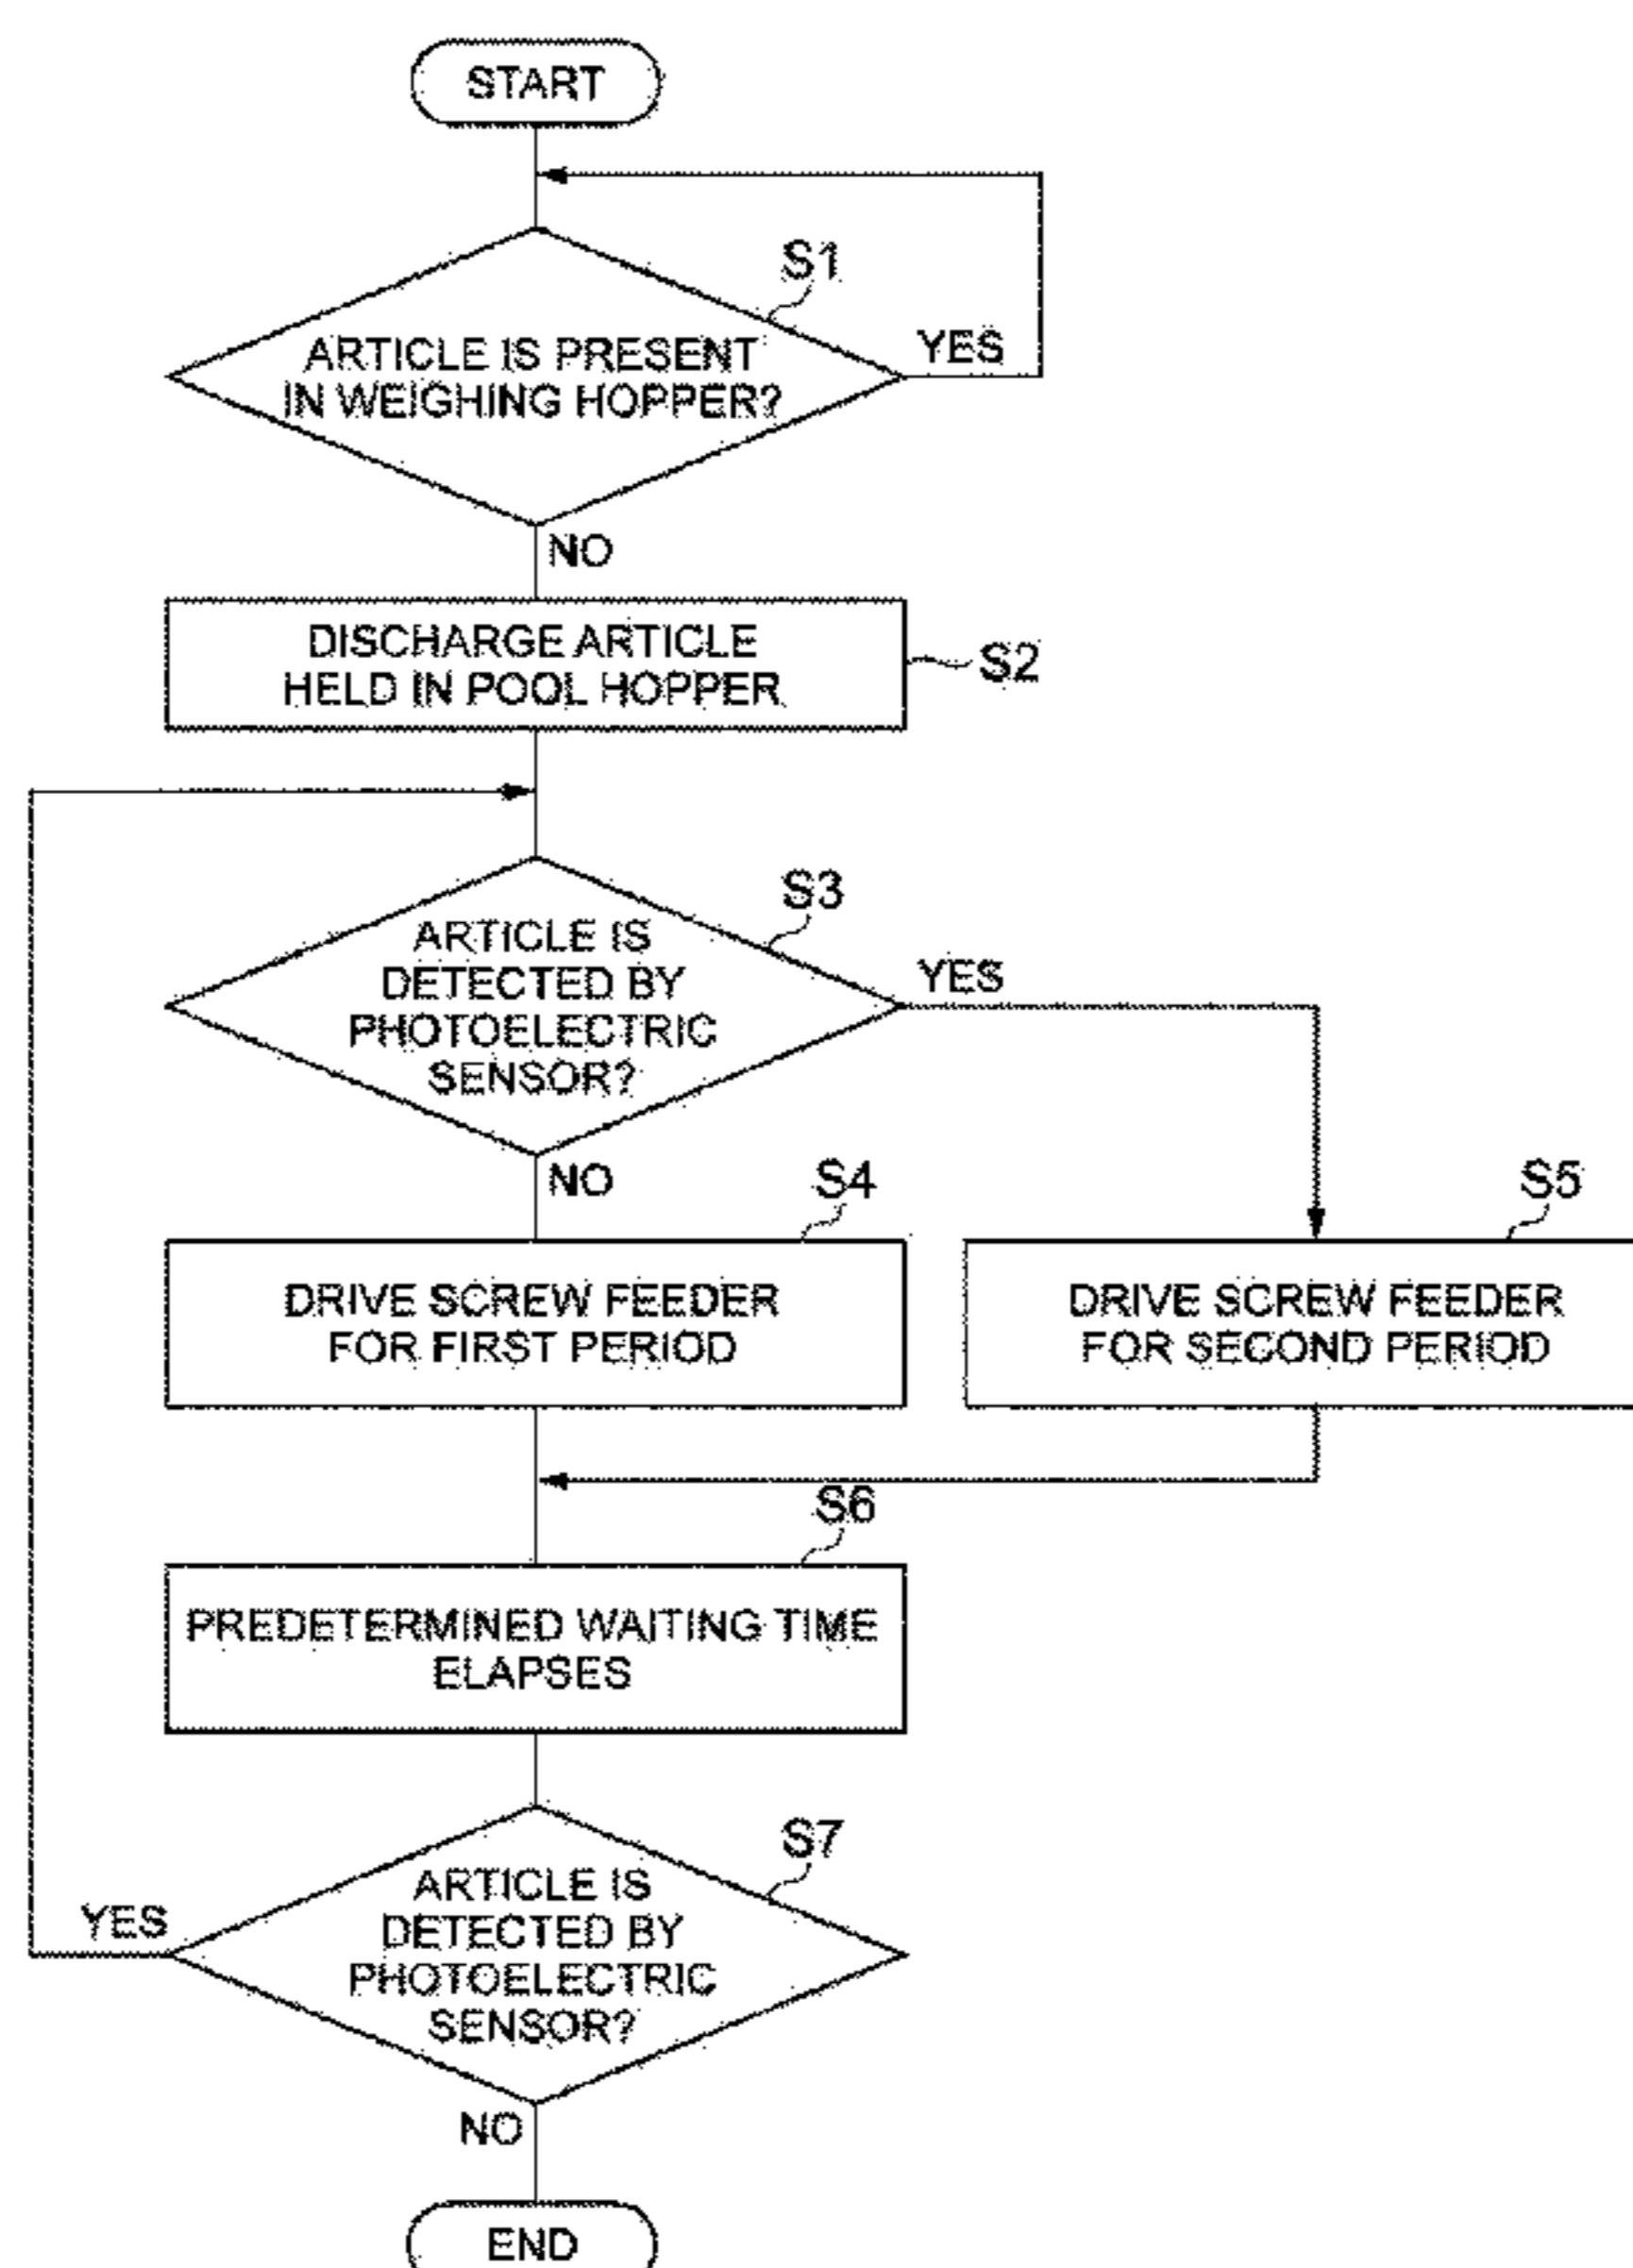 START
S1
ARTICLE IS PRESENT
IN WEIGHING HOPPER?
YES
NO
DISCHARGE ARTICLE
HELD IN POOL HOPPER
S2
S3
ARTICLE IS
DETECTED BY
PHOTOELECTRIC
SENSOR?
YES
NO
S4
DRIVE SCREW FEEDER
FOR FIRST PERIOD
S5
DRIVE SCREW FEEDER
FOR SECOND PERIOD
S6
PREDETERMINED WAITING TIME
ELAPSES
S7
ARTICLE IS
DETECTED BY
PHOTOELECTRIC
SENSOR?
YES
NO
END